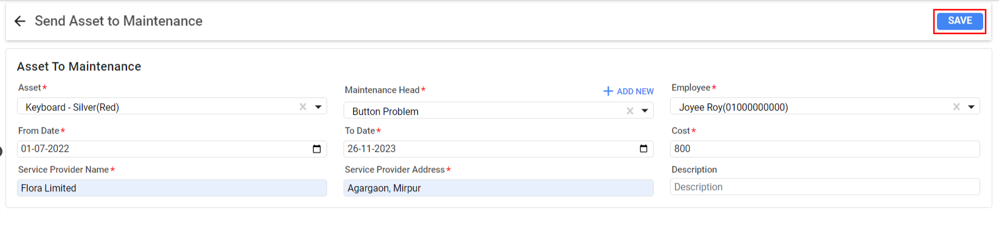 Send Asset to Maintenance
SAVE
Asset To Maintenance
Asset*
Maintenance Head*
ADD NEW
Employee*
Keyboard - Silver(Red)
Button Problem
Joyee Roy(01000000000)
From Date*
To Date*
Cost*
01-07-2022
26-11-2023
800
Service Provider Name*
Service Provider Address*
Description
Flora Limited
Agargaon, Mirpur
Description